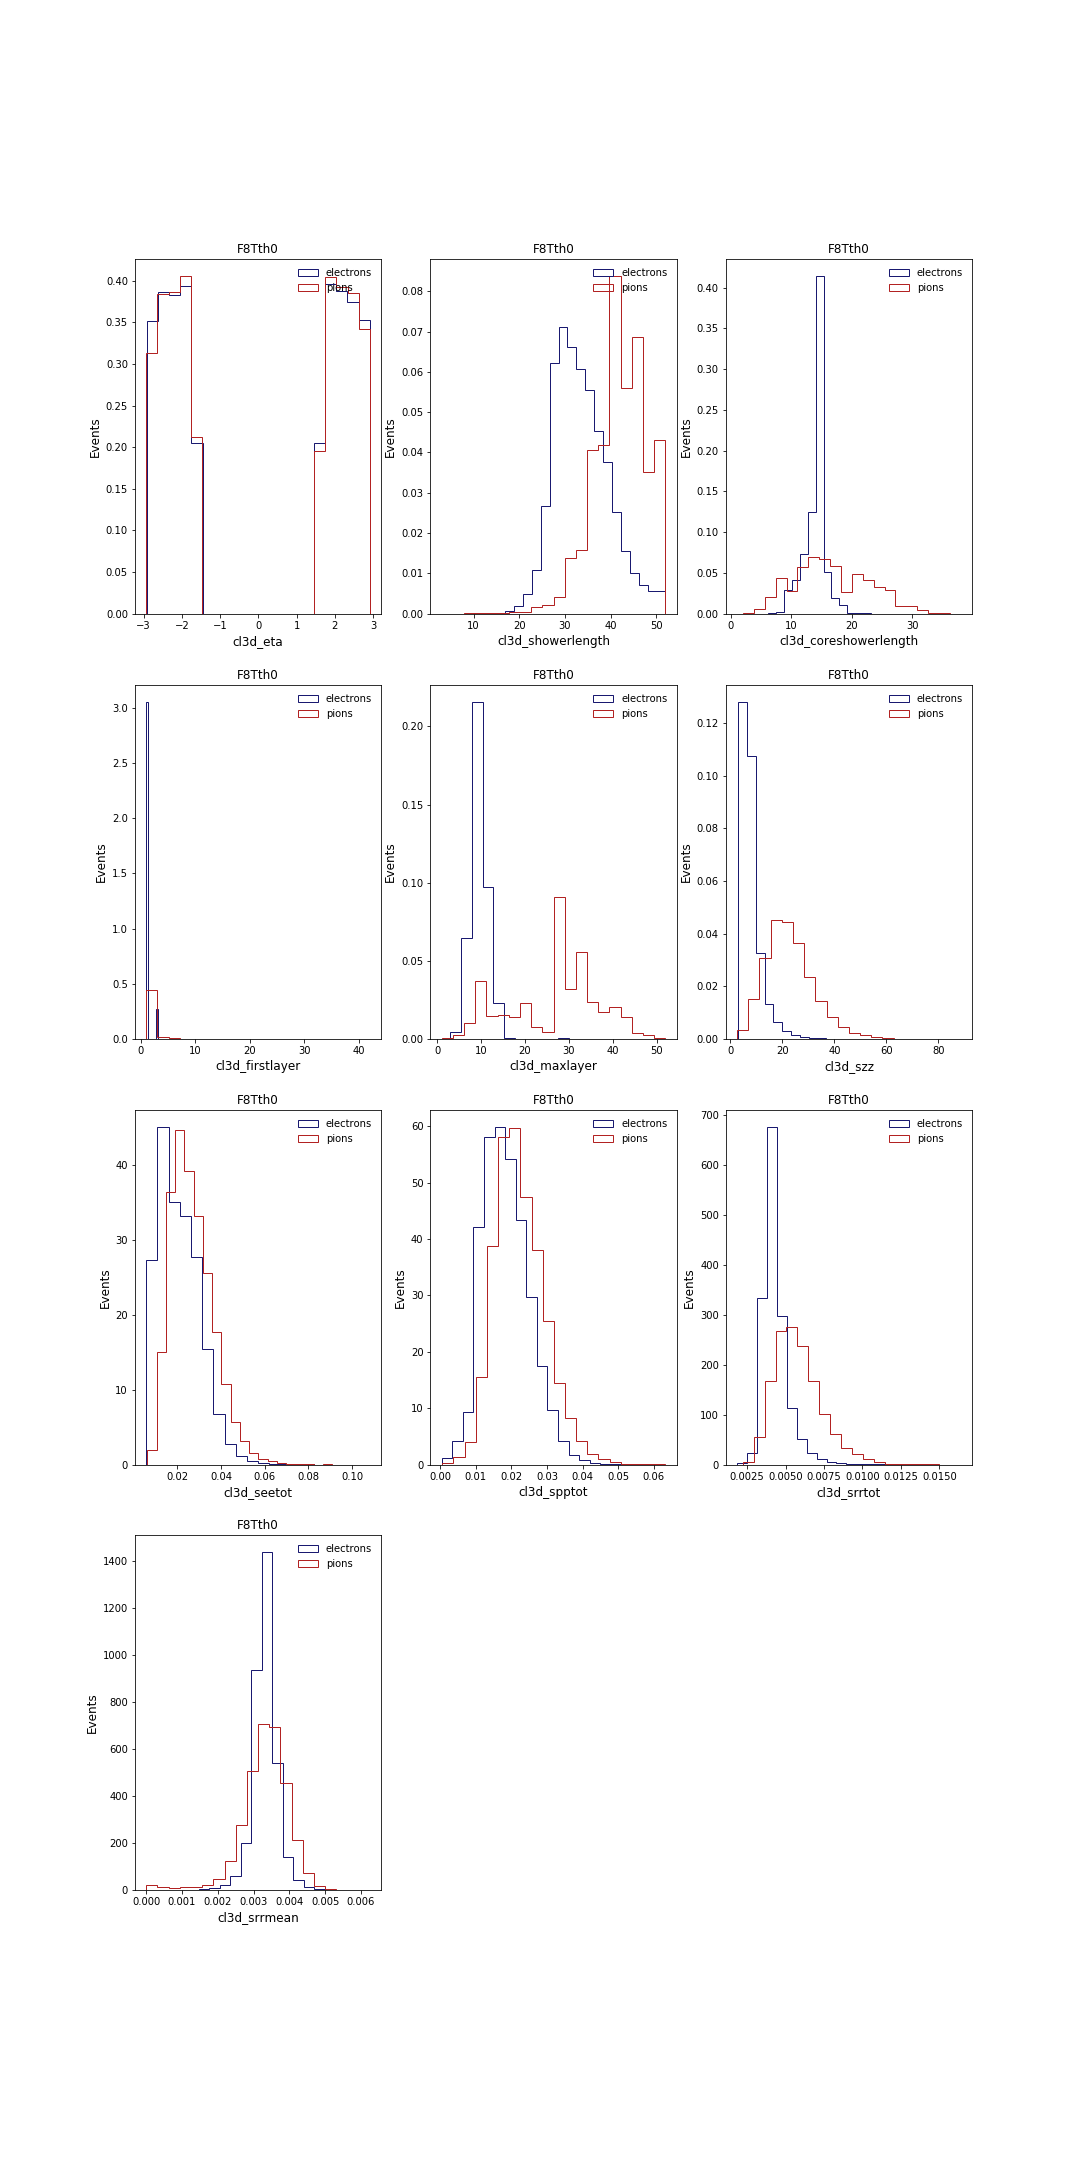 F8Tth0
F8Tth0
F8Tth0
electrons
pions
electrons
pions
electrons
pions
0.40
0.35
0.30
0.25
0.20
0.15
0.10
0.05
0.00
Events
−3 −2 −1 0 1 2 3
cl3d_eta
0.08
0.07
0.06
0.05
0.04
0.03
0.02
0.01
0.00
Events
10 20 30 40 50
cl3d_showerlength
0.40
0.35
0.30
0.25
0.20
0.15
0.10
0.05
0.00
Events
0 10 20 30
cl3d_coreshowerlength
F8Tth0
F8Tth0
F8Tth0
electrons
pions
electrons
pions
electrons
pions
3.0
2.5
2.0
1.5
1.0
0.5
0.0
Events
0 10 20 30 40
cl3d_firstlayer
0.20
0.15
0.10
0.05
0.00
Events
0 10 20 30 40 50
cl3d_maxlayer
0.12
0.10
0.08
0.06
0.04
0.02
0.00
Events
0 20 40 60 80
cl3d_szz
F8Tth0
F8Tth0
F8Tth0
electrons
pions
electrons
pions
electrons
pions
40
30
20
10
0
Events
0.02 0.04 0.06 0.08 0.10
cl3d_seetot
60
50
40
30
20
10
0
Events
0.00 0.01 0.02 0.03 0.04 0.05 0.06
cl3d_spptot
700
600
500
400
300
200
100
0
Events
0.0025 0.0050 0.0075 0.0100 0.0125 0.0150
cl3d_srrtot
F8Tth0
electrons
pions
1400
1200
1000
800
600
400
200
0
Events
0.000 0.001 0.002 0.003 0.004 0.005 0.006
cl3d_srrmean